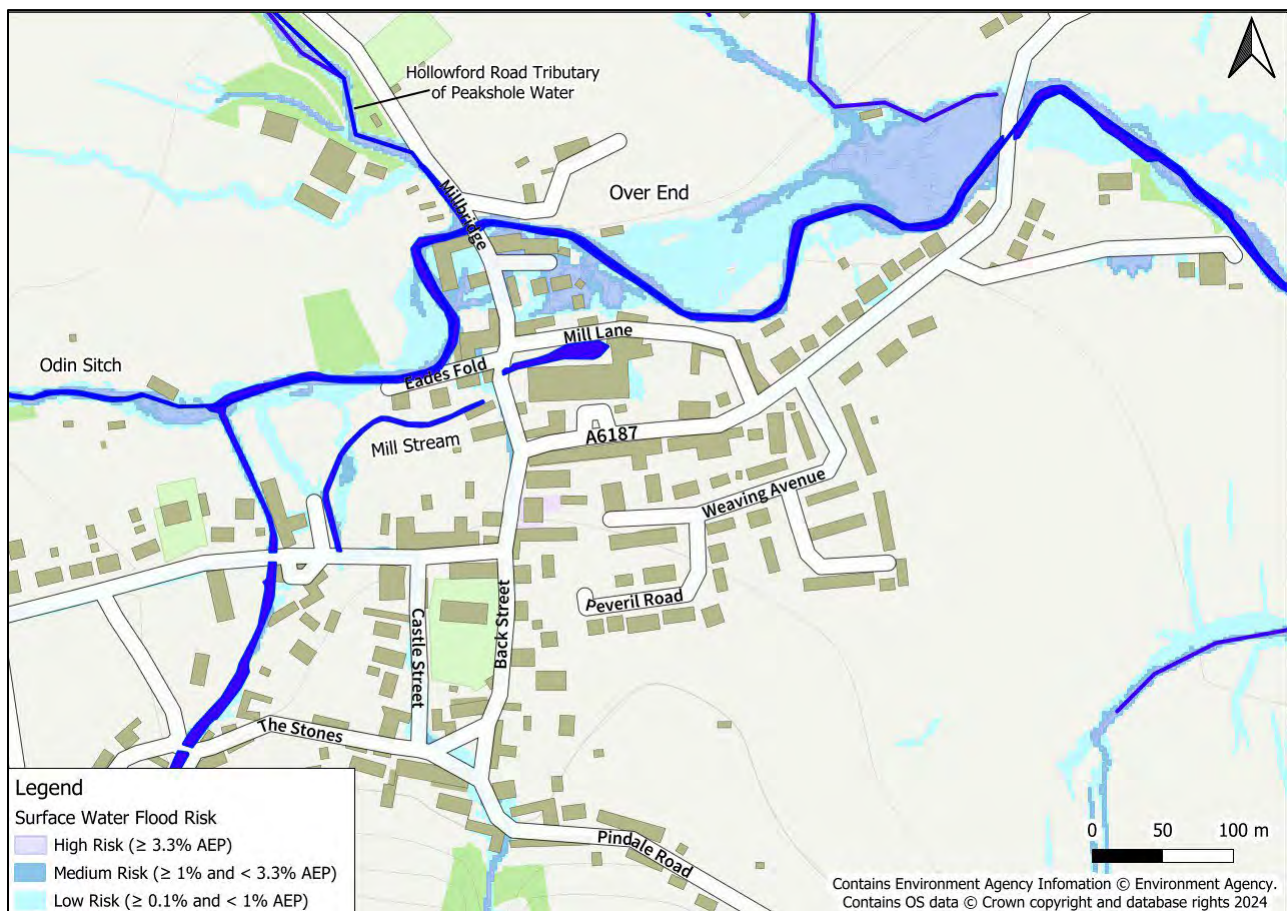 Hollowford Road Tributary
of Peakshole Water
Millbridge
Over End
Odin Sitch
Mill Lane
Eades Fold
Mill Stream
A6187
Weaving Avenue
Peveril Road
Castle Street
Back Street
The Stones
Pindale Road
Legend
Surface Water Flood Risk
High Risk (≥ 3.3% AEP)
Medium Risk (≥ 1% and < 3.3% AEP)
Low Risk (≥ 0.1% and < 1% AEP)
0 50 100 m
Contains Environment Agency Infomation © Environment Agency.
Contains OS data © Crown copyright and database rights 2024